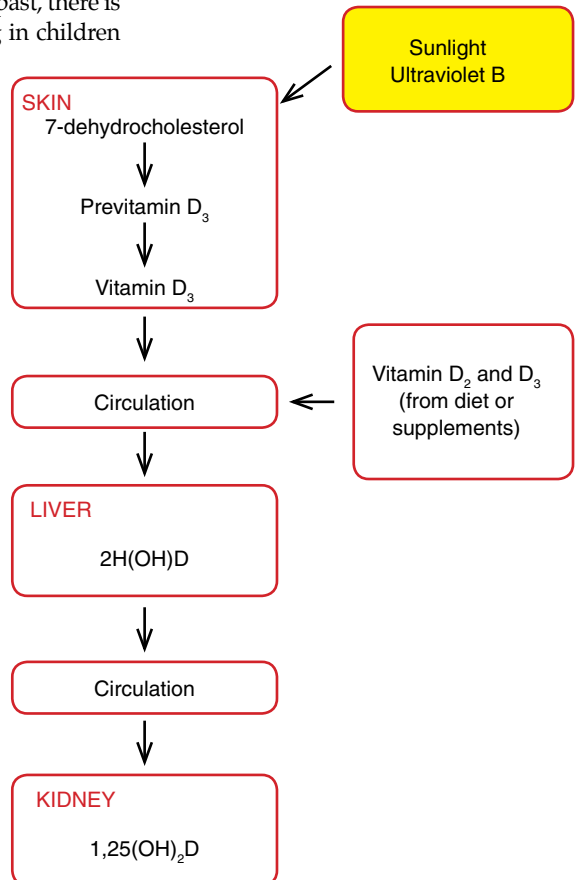 past, there is
g in children
Sunlight
Ultraviolet B
SKIN
7-dehydrocholesterol
Previtamin D₃
Vitamin D₃
Circulation
Vitamin D₂ and D₃
(from diet or
supplements)
LIVER
2H(OH)D
Circulation
KIDNEY
1,25(OH)₂D